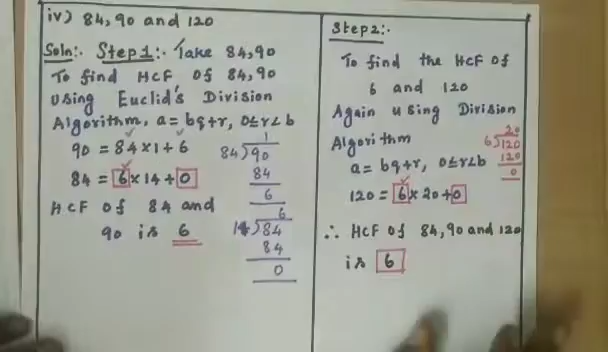 iv) 84, 90 and 120
Soln:- Step 1:- Take 84, 90
To find HCF of 84, 90
using Euclid's Division
Algorithm, a = bq+r, 0≤r<b
90 = 84 x 1 + 6
84 = 6 x 14 + 0
HCF of 84 and
90 is 6
1
84)90
84
6
6
14)84
84
0
Step 2:-
To find the HCF of
6 and 120
Again using Division
Algorithm
a = bq+r, 0≤r<b
120 = 6 x 20 + 0
20
6)120
120
0
∴ HCF of 84, 90 and 120
is 6